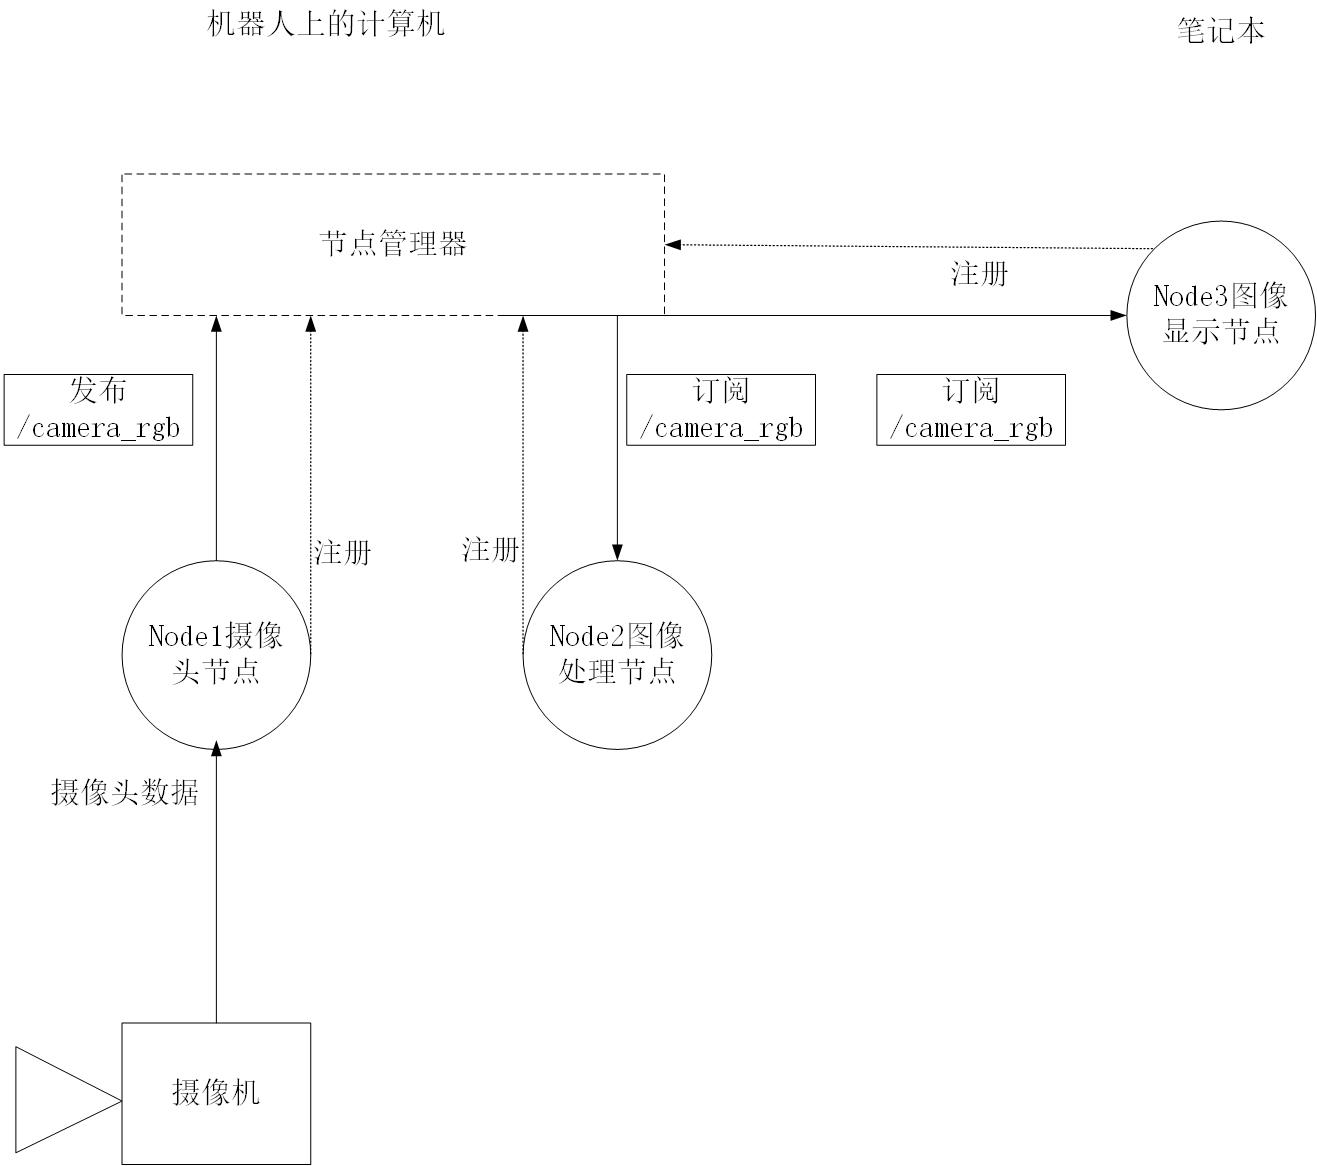 机器人上的计算机
笔记本
节点管理器
注册
Node3图像
显示节点
发布
/camera_rgb
订阅
/camera_rgb
订阅
/camera_rgb
注册
注册
Node1摄像
头节点
Node2图像
处理节点
摄像头数据
摄像机